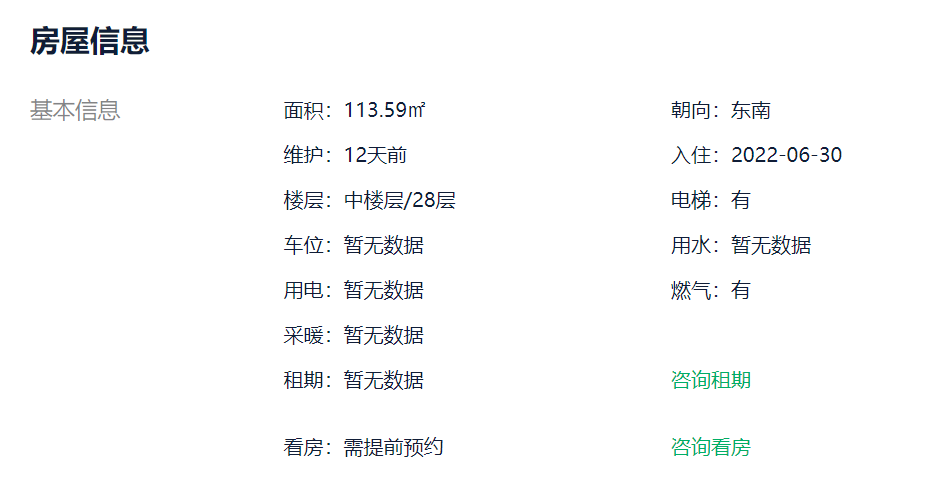 房屋信息
基本信息
面积：113.59㎡ 朝向：东南
维护：12天前 入住：2022-06-30
楼层：中楼层/28层 电梯：有
车位：暂无数据 用水：暂无数据
用电：暂无数据 燃气：有
采暖：暂无数据
租期：暂无数据 咨询租期
看房：需提前预约 咨询看房